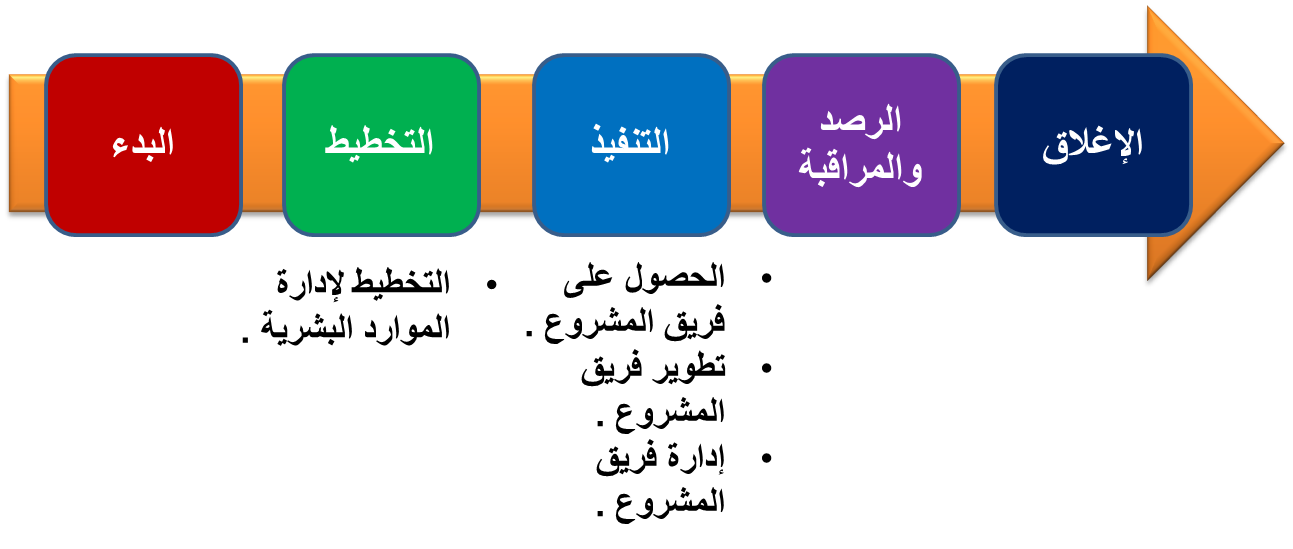 البدء
التخطيط
التنفيذ
الرصد
والمراقبة
الإغلاق
• التخطيط لإدارة
الموارد البشرية .
• الحصول على
فريق المشروع .
• تطوير فريق
المشروع .
• إدارة فريق
المشروع .